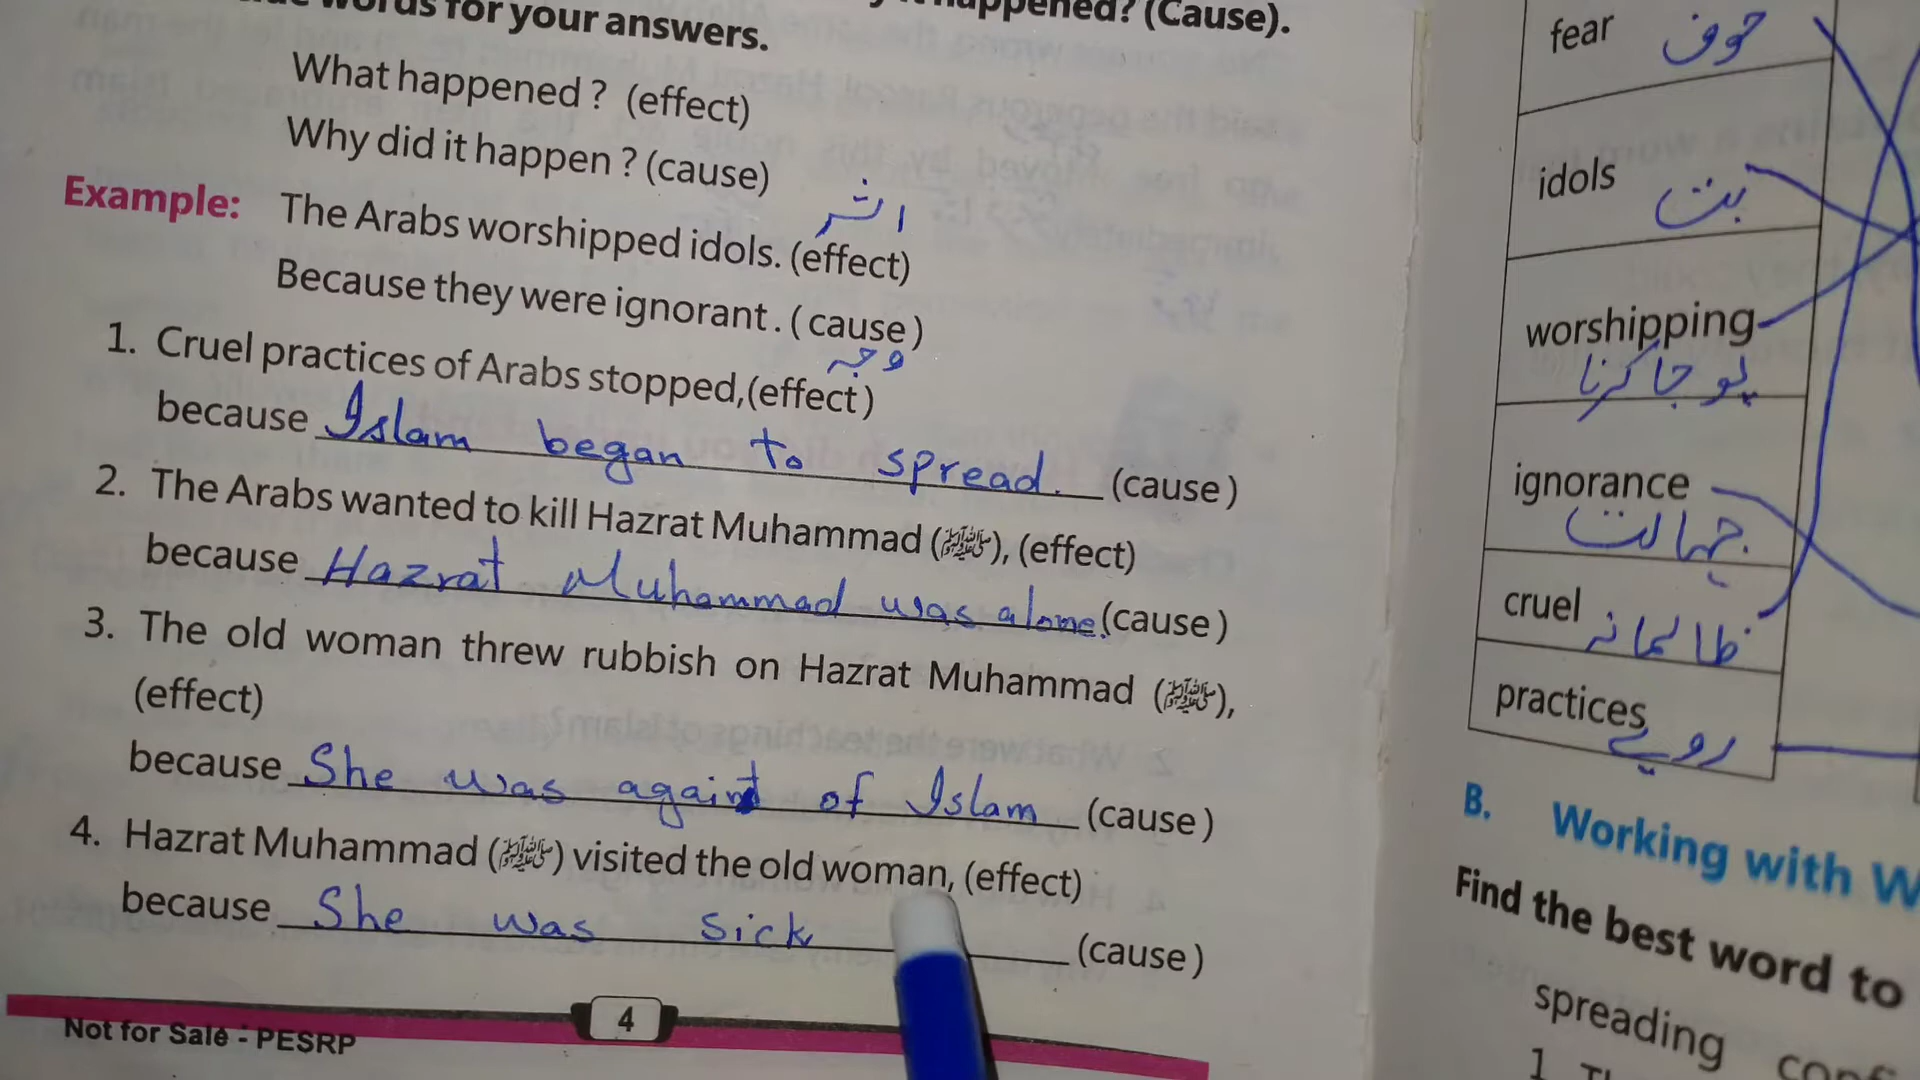 words for your answers.
happened? (Cause).
What happened ? (effect)
Why did it happen ? (cause)
اثر
Example: The Arabs worshipped idols. (effect)
Because they were ignorant. ( cause )
وجہ
1. Cruel practices of Arabs stopped,(effect )
because Islam began to spread. (cause )
2. The Arabs wanted to kill Hazrat Muhammad (ﷺ), (effect)
because Hazrat Muhammad was alone. (cause )
3. The old woman threw rubbish on Hazrat Muhammad (ﷺ),
(effect)
because She was against of Islam (cause )
4. Hazrat Muhammad (ﷺ) visited the old woman, (effect)
because She was sick (cause )
4
Not for Sale - PESRP
fear خوف
idols بت
worshipping
پوجا کرنا
ignorance
جہالت
cruel ظالمانہ
practices
رویے
B. Working with W
Find the best word to
spreading
1